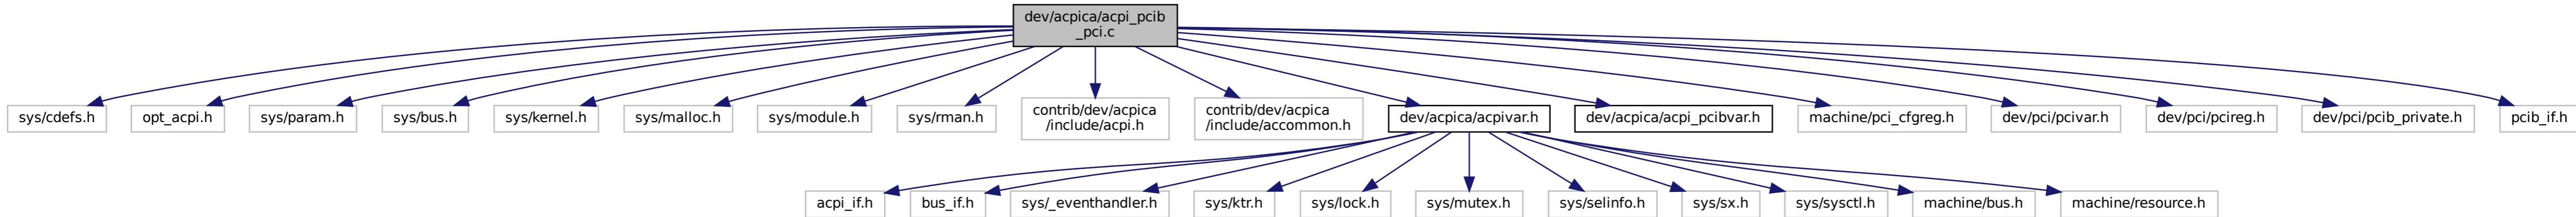 dev/acpica/acpi_pcib
_pci.c
sys/cdefs.h
opt_acpi.h
sys/param.h
sys/bus.h
sys/kernel.h
sys/malloc.h
sys/module.h
sys/rman.h
contrib/dev/acpica
/include/acpi.h
contrib/dev/acpica
/include/accommon.h
dev/acpica/acpivar.h
dev/acpica/acpi_pcibvar.h
machine/pci_cfgreg.h
dev/pci/pcivar.h
dev/pci/pcireg.h
dev/pci/pcib_private.h
pcib_if.h
acpi_if.h
bus_if.h
sys/_eventhandler.h
sys/ktr.h
sys/lock.h
sys/mutex.h
sys/selinfo.h
sys/sx.h
sys/sysctl.h
machine/bus.h
machine/resource.h